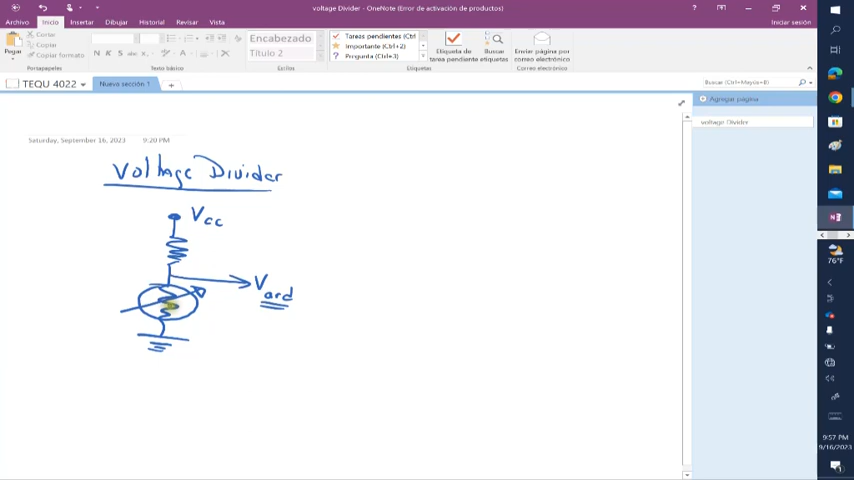 voltage Divider - OneNote (Error de activación de productos)
Archivo Inicio Insertar Dibujar Historial Revisar Vista
Iniciar sesión
Pegar
Cortar
Copiar
Copiar formato
Portapapeles
N K S
Texto básico
Encabezado
Título 2
Estilos
Tareas pendientes (Ctrl
Importante (Ctrl+2)
Pregunta (Ctrl+3)
Etiqueta de tarea pendiente
Buscar etiquetas
Etiquetas
Enviar página por correo electrónico
Correo electrónico
TEQU 4022
Nueva sección 1
Buscar (Ctrl+Mayús+B)
Agregar página
voltage Divider
Saturday, September 16, 2023 9:20 PM
Voltage Divider
Vcc
Vard
76°F
9:57 PM
9/16/2023